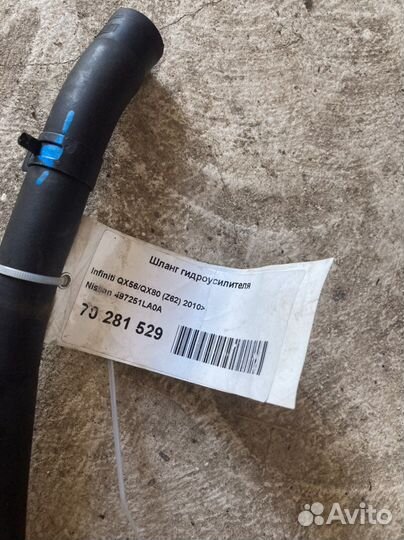 Шланг гидроусилителя
Infiniti QX56/QX80 (Z62) 2010>
Nissan 497251LA0A
70 281 529
Avito